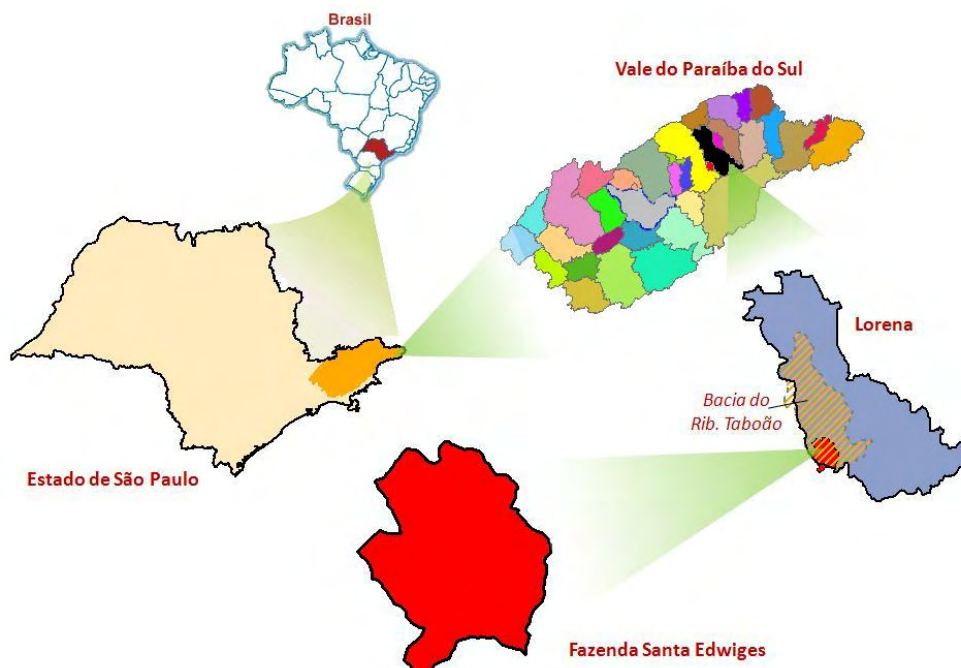 Brasil
Vale do Paraíba do Sul
Lorena
Bacia do
Rib. Taboão
Estado de São Paulo
Fazenda Santa Edwiges